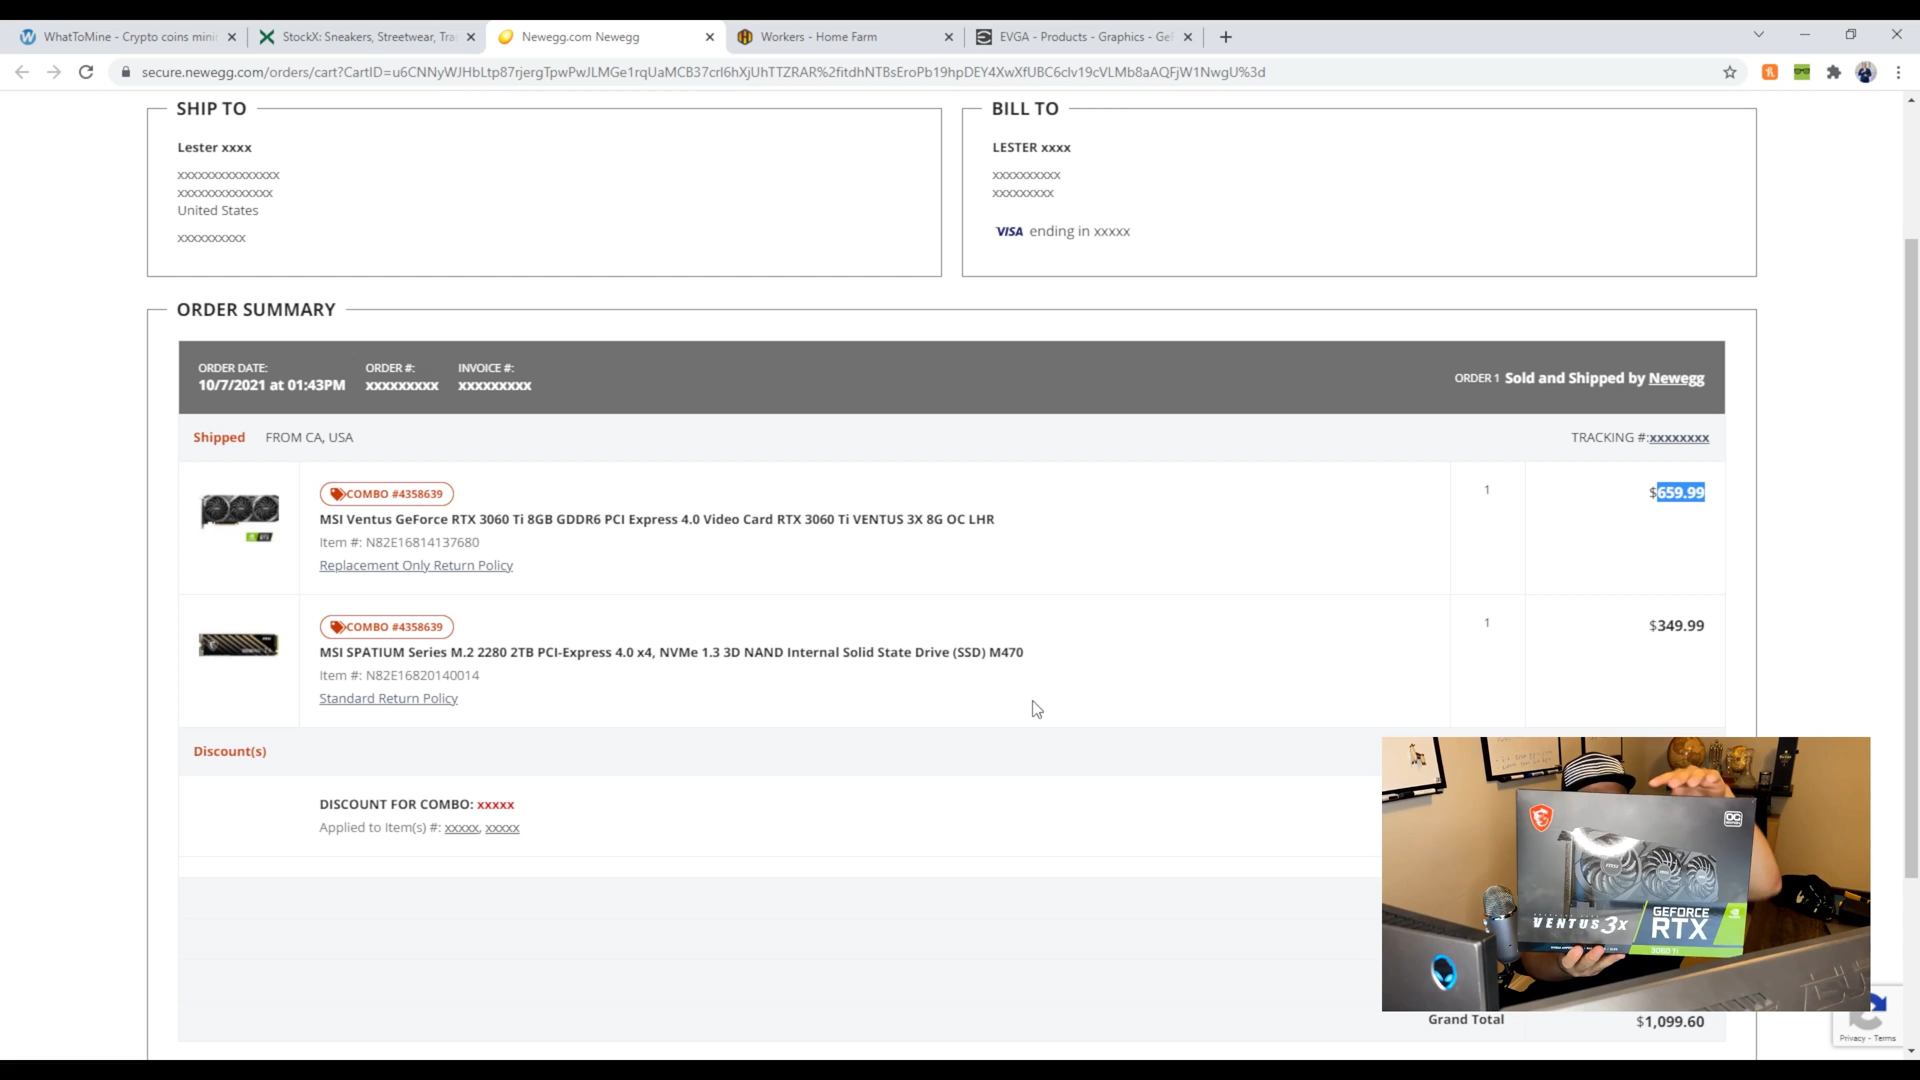 WhatToMine - Crypto coins mini
StockX: Sneakers, Streetwear, Tra
Newegg.com Newegg
Workers - Home Farm
EVGA - Products - Graphics - GeF
secure.newegg.com/orders/cart?CartID=u6CNNyWJHbLtp87rjergTpwPwJLMGe1rqUaMCB37crl6hXjUhTTZRAR%2fitdhNTBsEroPb19hpDEY4XwXfUBC6clv19cVLMb8aAQFjW1NwgU%3d
SHIP TO
Lester xxxx
xxxxxxxxxxxxxxx
xxxxxxxxxxxxxx
United States
xxxxxxxxxx
BILL TO
LESTER xxxx
xxxxxxxxxx
xxxxxxxxx
VISA ending in xxxxx
ORDER SUMMARY
ORDER DATE: ORDER #: INVOICE #:
10/7/2021 at 01:43PM xxxxxxxxx xxxxxxxxx
ORDER 1 Sold and Shipped by Newegg
Shipped FROM CA, USA TRACKING #:xxxxxxxx
COMBO #4358639 1 $659.99
MSI Ventus GeForce RTX 3060 Ti 8GB GDDR6 PCI Express 4.0 Video Card RTX 3060 Ti VENTUS 3X 8G OC LHR
Item #: N82E16814137680
Replacement Only Return Policy
COMBO #4358639 1 $349.99
MSI SPATIUM Series M.2 2280 2TB PCI-Express 4.0 x4, NVMe 1.3 3D NAND Internal Solid State Drive (SSD) M470
Item #: N82E16820140014
Standard Return Policy
Discount(s)
DISCOUNT FOR COMBO: xxxxx
Applied to Item(s) #: xxxxx, xxxxx
OC
VENTUS 3X
GEFORCE
RTX
3060 Ti
Grand Total $1,099.60
Privacy - Terms